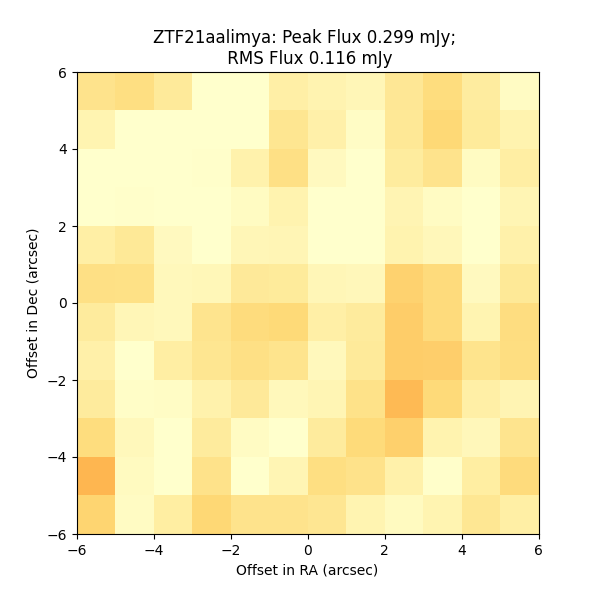 ZTF21aalimya: Peak Flux 0.299 mJy;
RMS Flux 0.116 mJy
6
4
2
0
−2
−4
−6
Offset in Dec (arcsec)
−6 −4 −2 0 2 4 6
Offset in RA (arcsec)